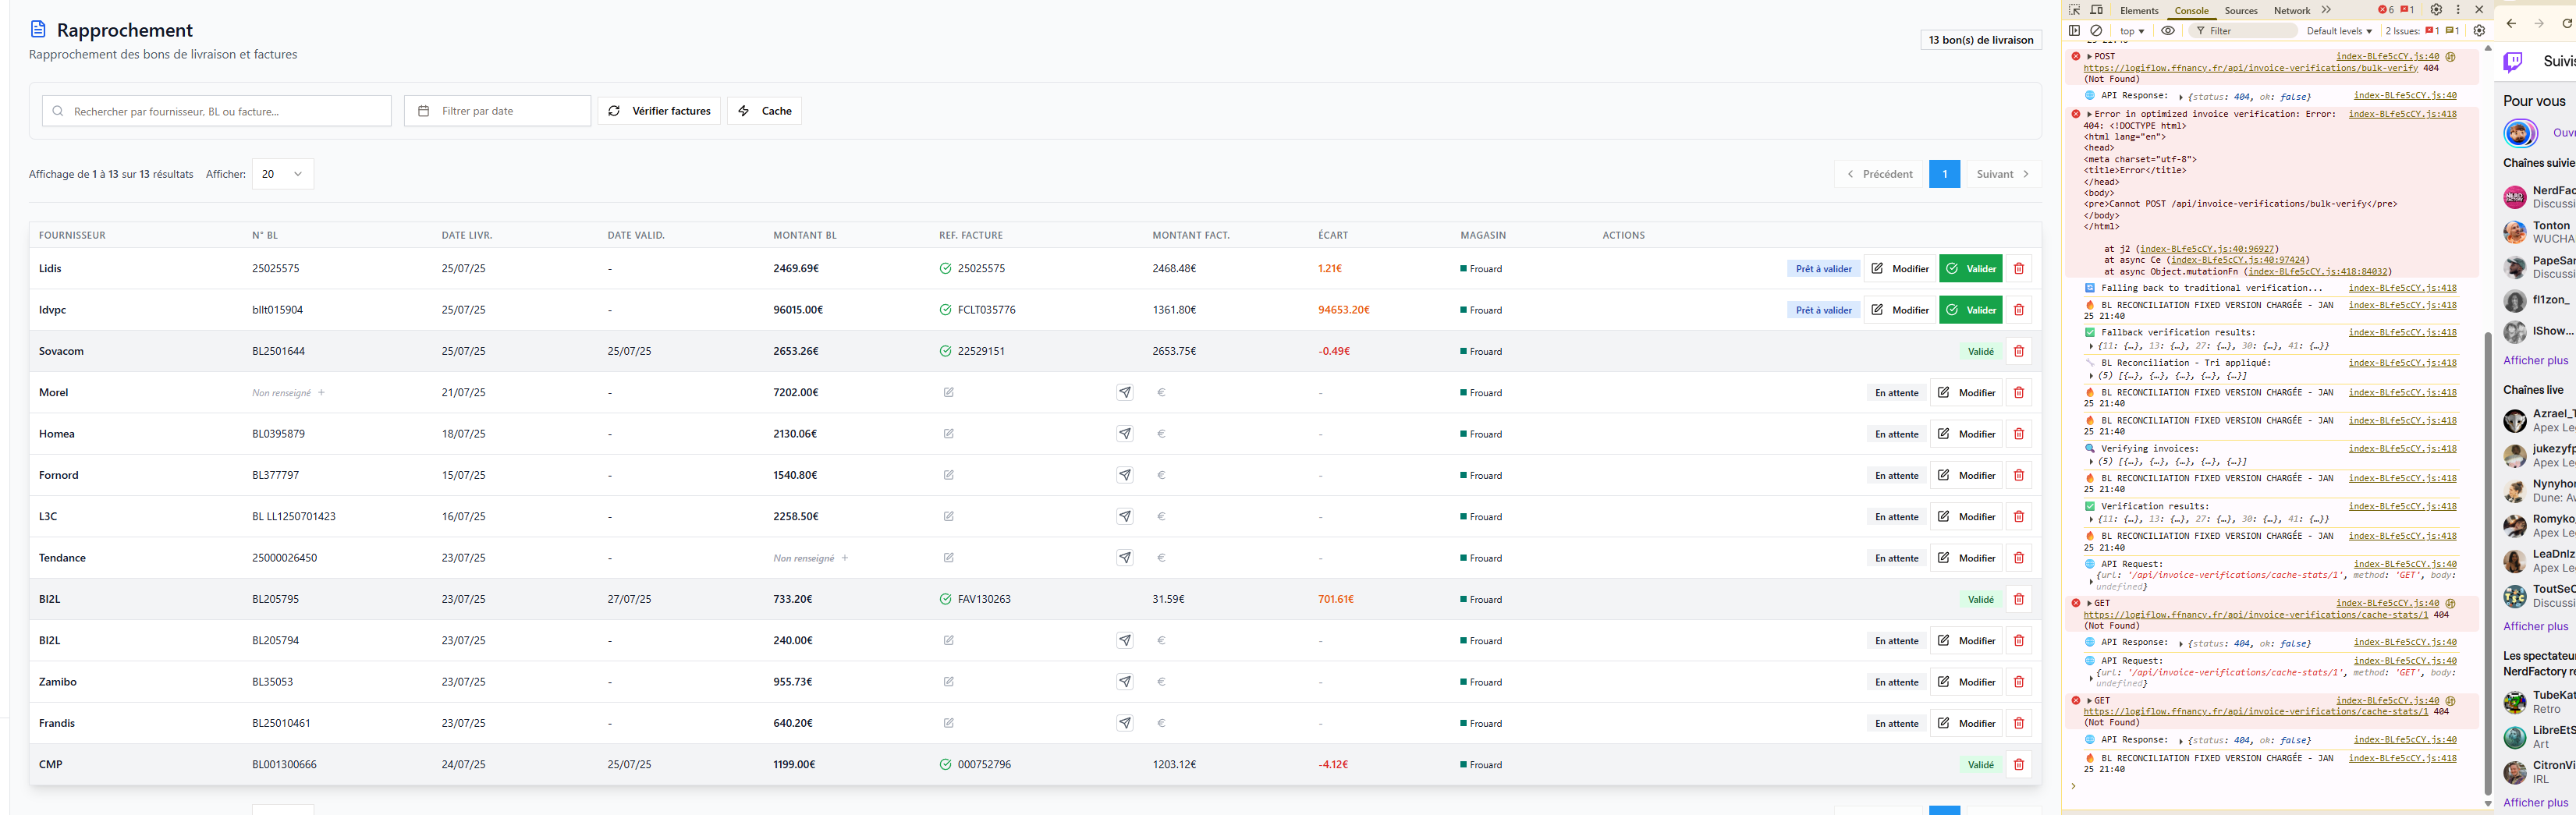 Rapprochement
Rapprochement des bons de livraison et factures
13 bon(s) de livraison
Rechercher par fournisseur, BL ou facture...
Filtrer par date
Vérifier factures
Cache
Affichage de 1 à 13 sur 13 résultats Afficher: 20
Précédent 1 Suivant
FOURNISSEUR N° BL DATE LIVR. DATE VALID. MONTANT BL REF. FACTURE MONTANT FACT. ÉCART MAGASIN ACTIONS
Lidis 25025575 25/07/25 - 2469.69€ 25025575 2468.48€ 1.21€ Frouard Prêt à valider Modifier Valider
Idvpc bllt015904 25/07/25 - 96015.00€ FCLT035776 1361.80€ 94653.20€ Frouard Prêt à valider Modifier Valider
Sovacom BL2501644 25/07/25 25/07/25 2653.26€ 22529151 2653.75€ -0.49€ Frouard Validé
Morel Non renseigné + 21/07/25 - 7202.00€ € - Frouard En attente Modifier
Homea BL0395879 18/07/25 - 2130.06€ € - Frouard En attente Modifier
Fornord BL377797 15/07/25 - 1540.80€ € - Frouard En attente Modifier
L3C BL LL1250701423 16/07/25 - 2258.50€ € - Frouard En attente Modifier
Tendance 25000026450 23/07/25 - Non renseigné + € - Frouard En attente Modifier
BI2L BL205795 23/07/25 27/07/25 733.20€ FAV130263 31.59€ 701.61€ Frouard Validé
BI2L BL205794 23/07/25 - 240.00€ € - Frouard En attente Modifier
Zamibo BL35053 23/07/25 - 955.73€ € - Frouard En attente Modifier
Frandis BL25010461 23/07/25 - 640.20€ € - Frouard En attente Modifier
CMP BL001300666 24/07/25 25/07/25 1199.00€ 000752796 1203.12€ -4.12€ Frouard Validé
Elements Console Sources Network 6 1
top Filter Default levels 2 Issues: 1 1
POST index-BLfe5cCY.js:40
https://logiflow.ffnancy.fr/api/invoice-verifications/bulk-verify 404
(Not Found)
API Response: {status: 404, ok: false} index-BLfe5cCY.js:40
Error in optimized invoice verification: Error: index-BLfe5cCY.js:418
404: <!DOCTYPE html>
<html lang="en">
<head>
<meta charset="utf-8">
<title>Error</title>
</head>
<body>
<pre>Cannot POST /api/invoice-verifications/bulk-verify</pre>
</body>
</html>
at j2 (index-BLfe5cCY.js:40:96927)
at async Ce (index-BLfe5cCY.js:40:97424)
at async Object.mutationFn (index-BLfe5cCY.js:418:84032)
Falling back to traditional verification... index-BLfe5cCY.js:418
BL RECONCILIATION FIXED VERSION CHARGÉE - JAN index-BLfe5cCY.js:418
25 21:40
Fallback verification results: index-BLfe5cCY.js:418
{11: {…}, 13: {…}, 27: {…}, 30: {…}, 41: {…}}
BL Reconciliation - Tri appliqué: index-BLfe5cCY.js:418
(5) [{…}, {…}, {…}, {…}, {…}]
BL RECONCILIATION FIXED VERSION CHARGÉE - JAN index-BLfe5cCY.js:418
25 21:40
BL RECONCILIATION FIXED VERSION CHARGÉE - JAN index-BLfe5cCY.js:418
25 21:40
Verifying invoices: index-BLfe5cCY.js:418
(5) [{…}, {…}, {…}, {…}, {…}]
BL RECONCILIATION FIXED VERSION CHARGÉE - JAN index-BLfe5cCY.js:418
25 21:40
Verification results: index-BLfe5cCY.js:418
{11: {…}, 13: {…}, 27: {…}, 30: {…}, 41: {…}}
BL RECONCILIATION FIXED VERSION CHARGÉE - JAN index-BLfe5cCY.js:418
25 21:40
API Request: index-BLfe5cCY.js:40
{url: '/api/invoice-verifications/cache-stats/1', method: 'GET', body:
undefined}
GET index-BLfe5cCY.js:40
https://logiflow.ffnancy.fr/api/invoice-verifications/cache-stats/1 404
(Not Found)
API Response: {status: 404, ok: false} index-BLfe5cCY.js:40
API Request: index-BLfe5cCY.js:40
{url: '/api/invoice-verifications/cache-stats/1', method: 'GET', body:
undefined}
GET index-BLfe5cCY.js:40
https://logiflow.ffnancy.fr/api/invoice-verifications/cache-stats/1 404
(Not Found)
API Response: {status: 404, ok: false} index-BLfe5cCY.js:40
BL RECONCILIATION FIXED VERSION CHARGÉE - JAN index-BLfe5cCY.js:418
25 21:40
Suivis
Pour vous
Ouvr
Chaînes suivie
NerdFac
Discussi
Tonton
WUCHA
PapeSan
Discussi
fl1zon_
IShow...
Afficher plus
Chaînes live
Azrael_T
Apex Le
jukezyfp
Apex Le
Nynyhor
Dune: Aw
Romyko
Apex Le
LeaDnlz
Apex Le
ToutSeC
Discussi
Afficher plus
Les spectateur
NerdFactory re
TubeKat
Retro
LibreEtS
Art
CitronVi
IRL
Afficher plus